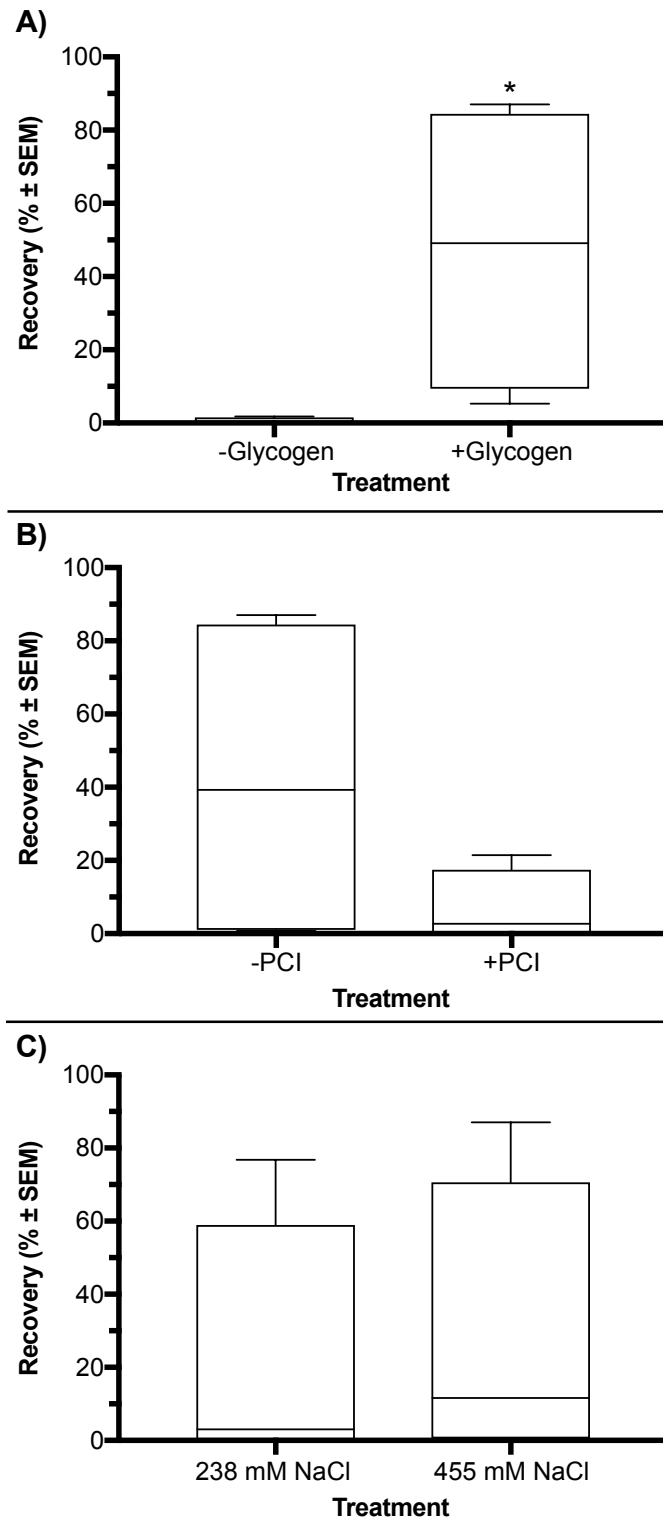 A)
Recovery (% ± SEM)
100
80
60
40
20
0
*
-Glycogen +Glycogen
Treatment
B)
Recovery (% ± SEM)
100
80
60
40
20
0
-PCI +PCI
Treatment
C)
Recovery (% ± SEM)
100
80
60
40
20
0
238 mM NaCl 455 mM NaCl
Treatment